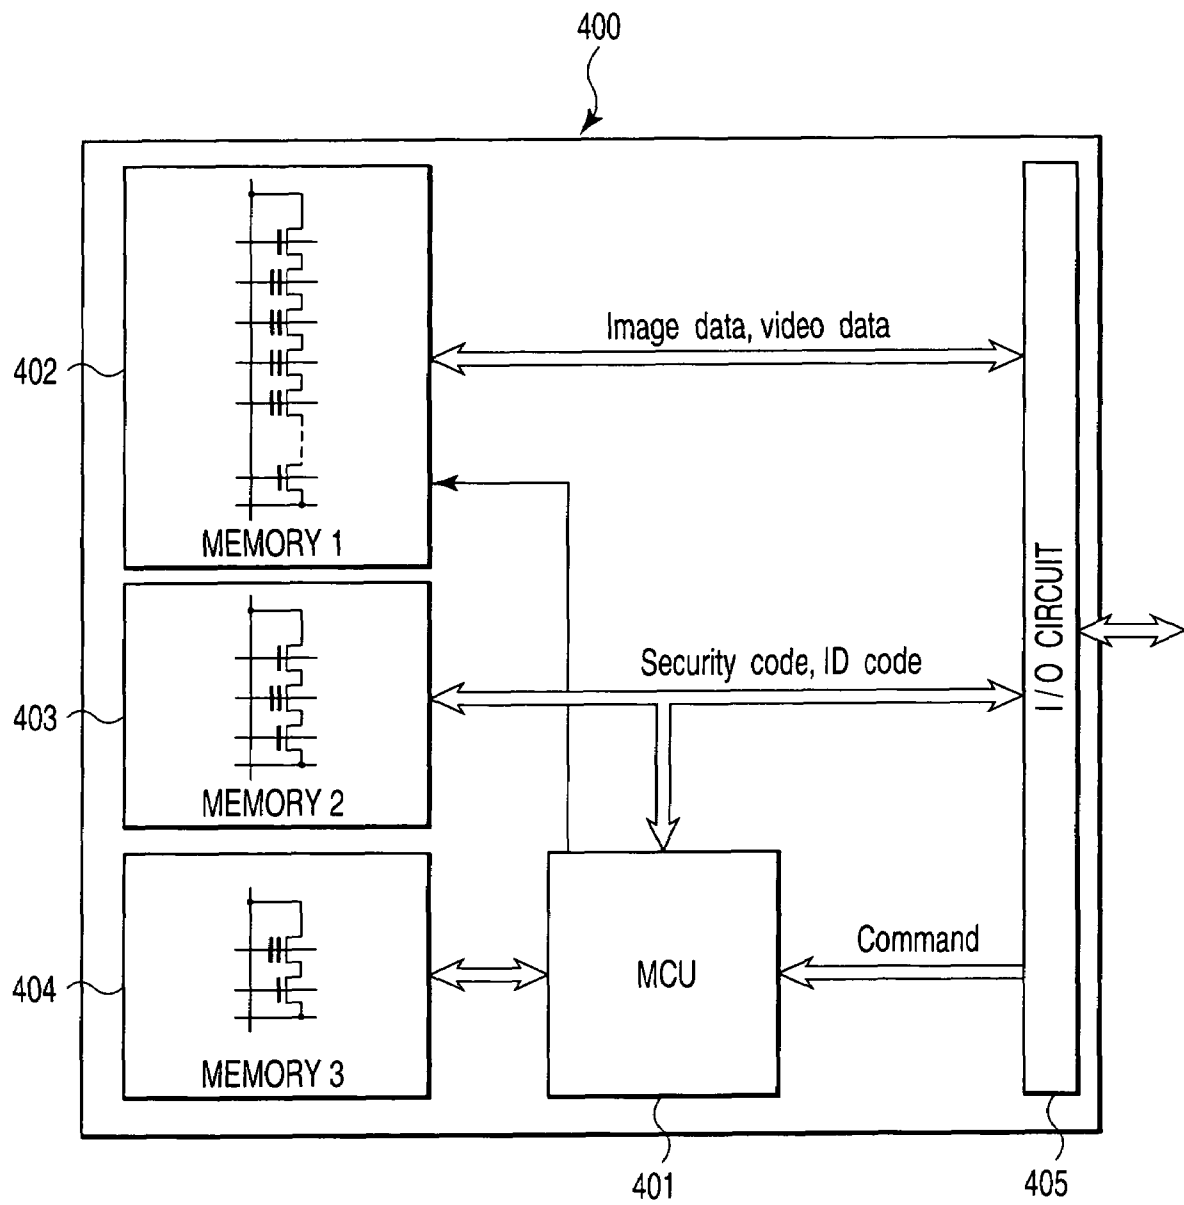 400
402
MEMORY 1
Image data, video data
403
MEMORY 2
Security code, ID code
I/O CIRCUIT
404
MEMORY 3
MCU
Command
401
405